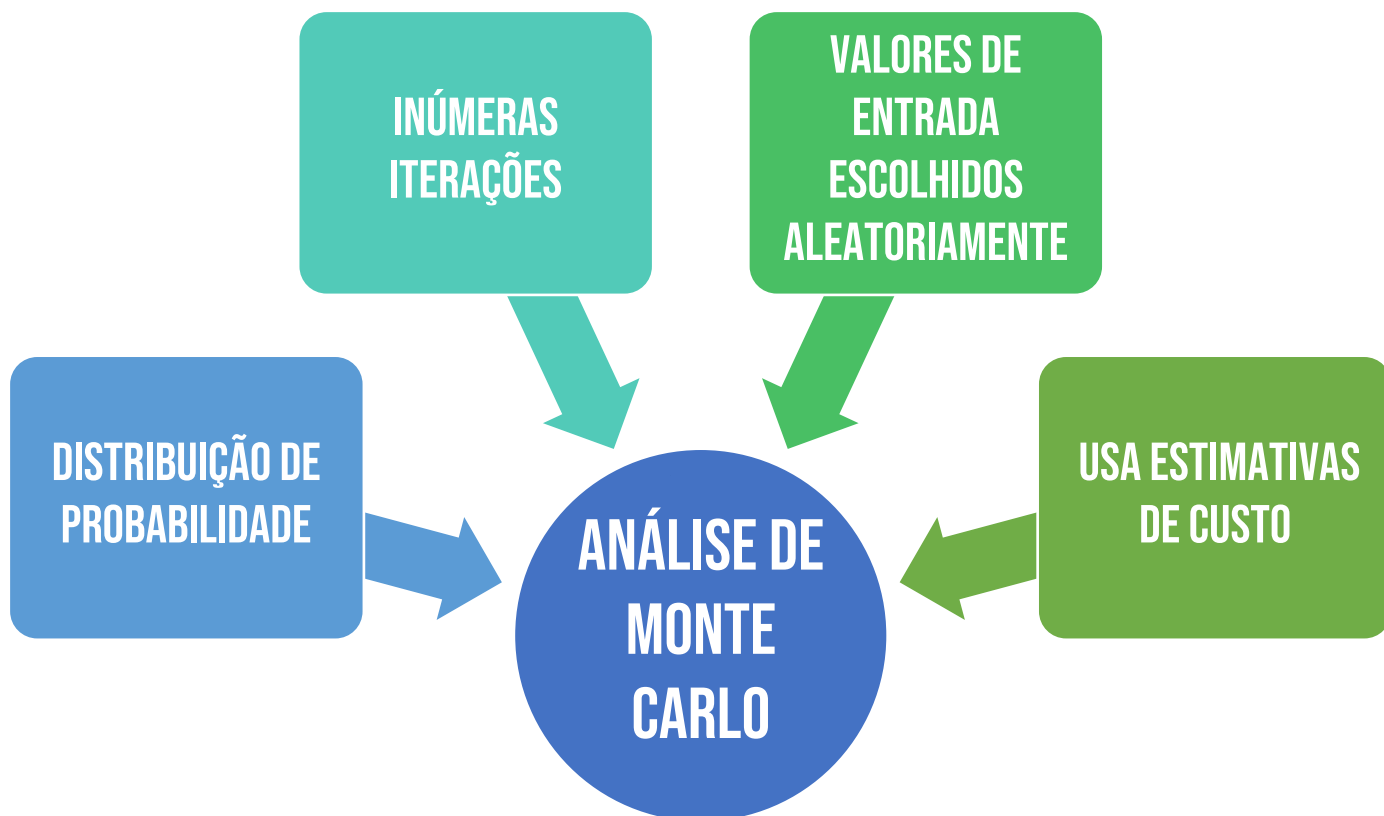 INÚMERAS
ITERAÇÕES
VALORES DE
ENTRADA
ESCOLHIDOS
ALEATORIAMENTE
DISTRIBUIÇÃO DE
PROBABILIDADE
USA ESTIMATIVAS
DE CUSTO
ANÁLISE DE
MONTE
CARLO